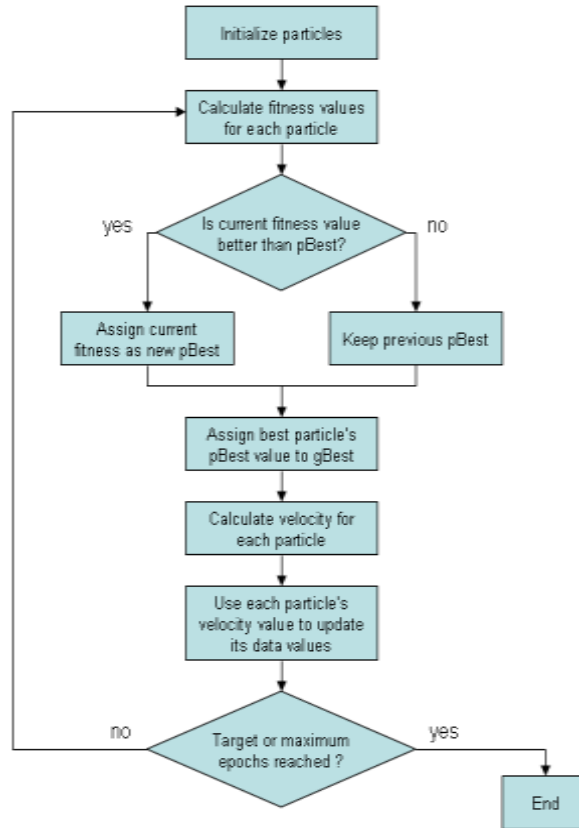 Initialize particles
Calculate fitness values
for each particle
Is current fitness value
better than pBest?
yes
no
Assign current
fitness as new pBest
Keep previous pBest
Assign best particle's
pBest value to gBest
Calculate velocity for
each particle
Use each particle's
velocity value to update
its data values
Target or maximum
epochs reached ?
no
yes
End